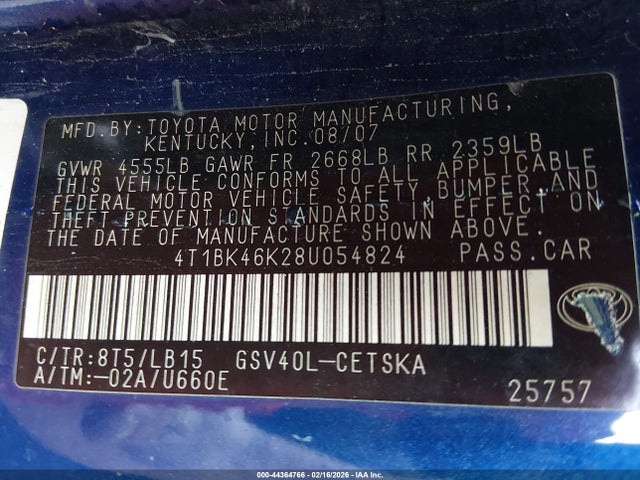 MFD.BY: TOYOTA MOTOR MANUFACTURING,
KENTUCKY, INC. 08/07
GVWR 4555LB GAWR FR 2668LB RR 2359LB
THIS VEHICLE CONFORMS TO ALL APPLICABLE
FEDERAL MOTOR VEHICLE SAFETY, BUMPER, AND
THEFT PREVENTION STANDARDS IN EFFECT ON
THE DATE OF MANUFACTURE SHOWN ABOVE.
4T1BK46K28U054824 PASS.CAR
C/TR:8T5/LB15 GSV40L-CETSKA
A/TM:-02A/U660E 25757
000-44364766 - 02/16/2026 - IAA Inc.